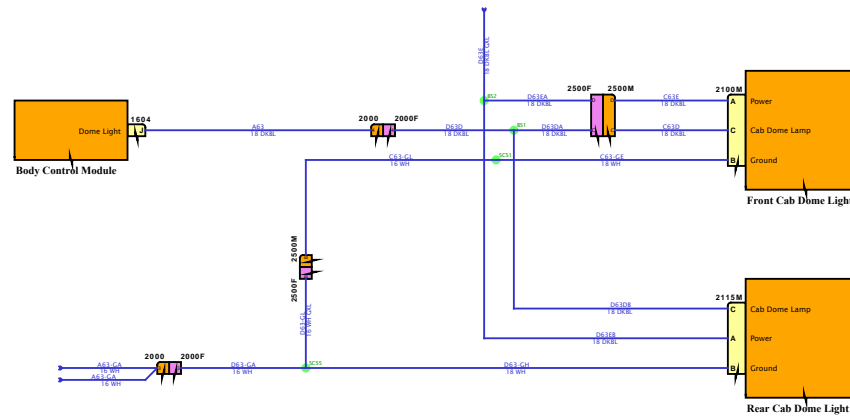 D63E
18 DKBL GXL
2500F 2500M
2100M
BS2
D63EA
18 DKBL
D
D
C63E
18 DKBL
A
Power
1604
Dome Light
J
A63
18 DKBL
2000
2000F
D63D
18 DKBL
BS1
D63DA
18 DKBL
C63D
18 DKBL
C
Cab Dome Lamp
C63-GL
16 WH
SCS1
C63-GE
18 WH
B
Ground
Body Control Module
Front Cab Dome Light
2500M
2500F
D63-GL
16 WH GXL
2115M
D63DB
18 DKBL
C
Cab Dome Lamp
D63EB
18 DKBL
A
Power
2000
2000F
A63-GA
16 WH
A63-GA
16 WH
D63-GA
16 WH
SCS5
D63-GH
18 WH
B
Ground
Rear Cab Dome Light